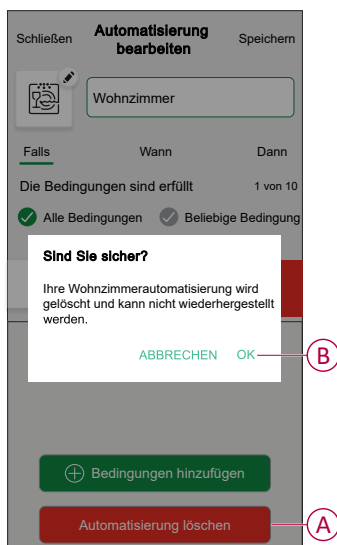 Schließen Automatisierung bearbeiten Speichern
Wohnzimmer
Falls Wann Dann
Die Bedingungen sind erfüllt 1 von 10
Alle Bedingungen Beliebige Bedingung
Sind Sie sicher?
Ihre Wohnzimmerautomatisierung wird
gelöscht und kann nicht wiederhergestellt
werden.
ABBRECHEN OK
B
Bedingungen hinzufügen
Automatisierung löschen
A